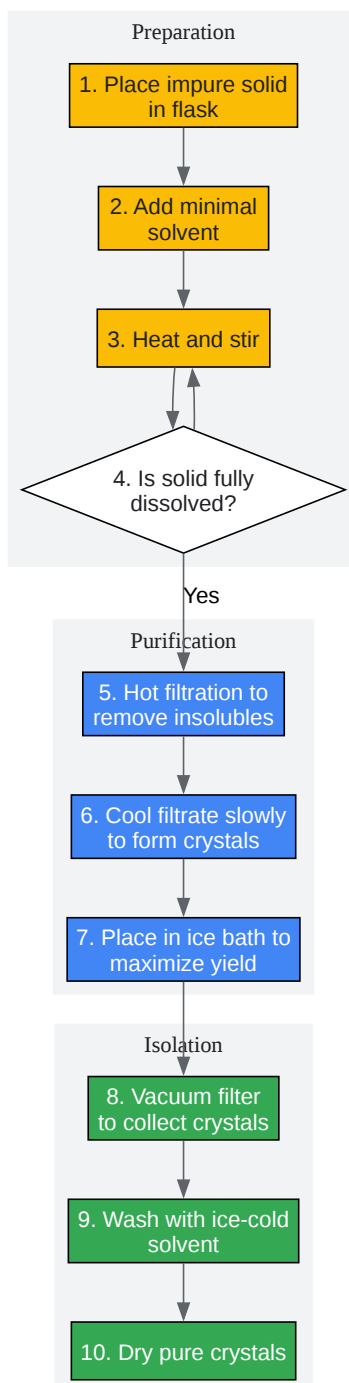 Preparation
1. Place impure solid
in flask
2. Add minimal
solvent
3. Heat and stir
4. Is solid fully
dissolved?
Yes
Purification
5. Hot filtration to
remove insolubles
6. Cool filtrate slowly
to form crystals
7. Place in ice bath to
maximize yield
Isolation
8. Vacuum filter
to collect crystals
9. Wash with ice-cold
solvent
10. Dry pure crystals